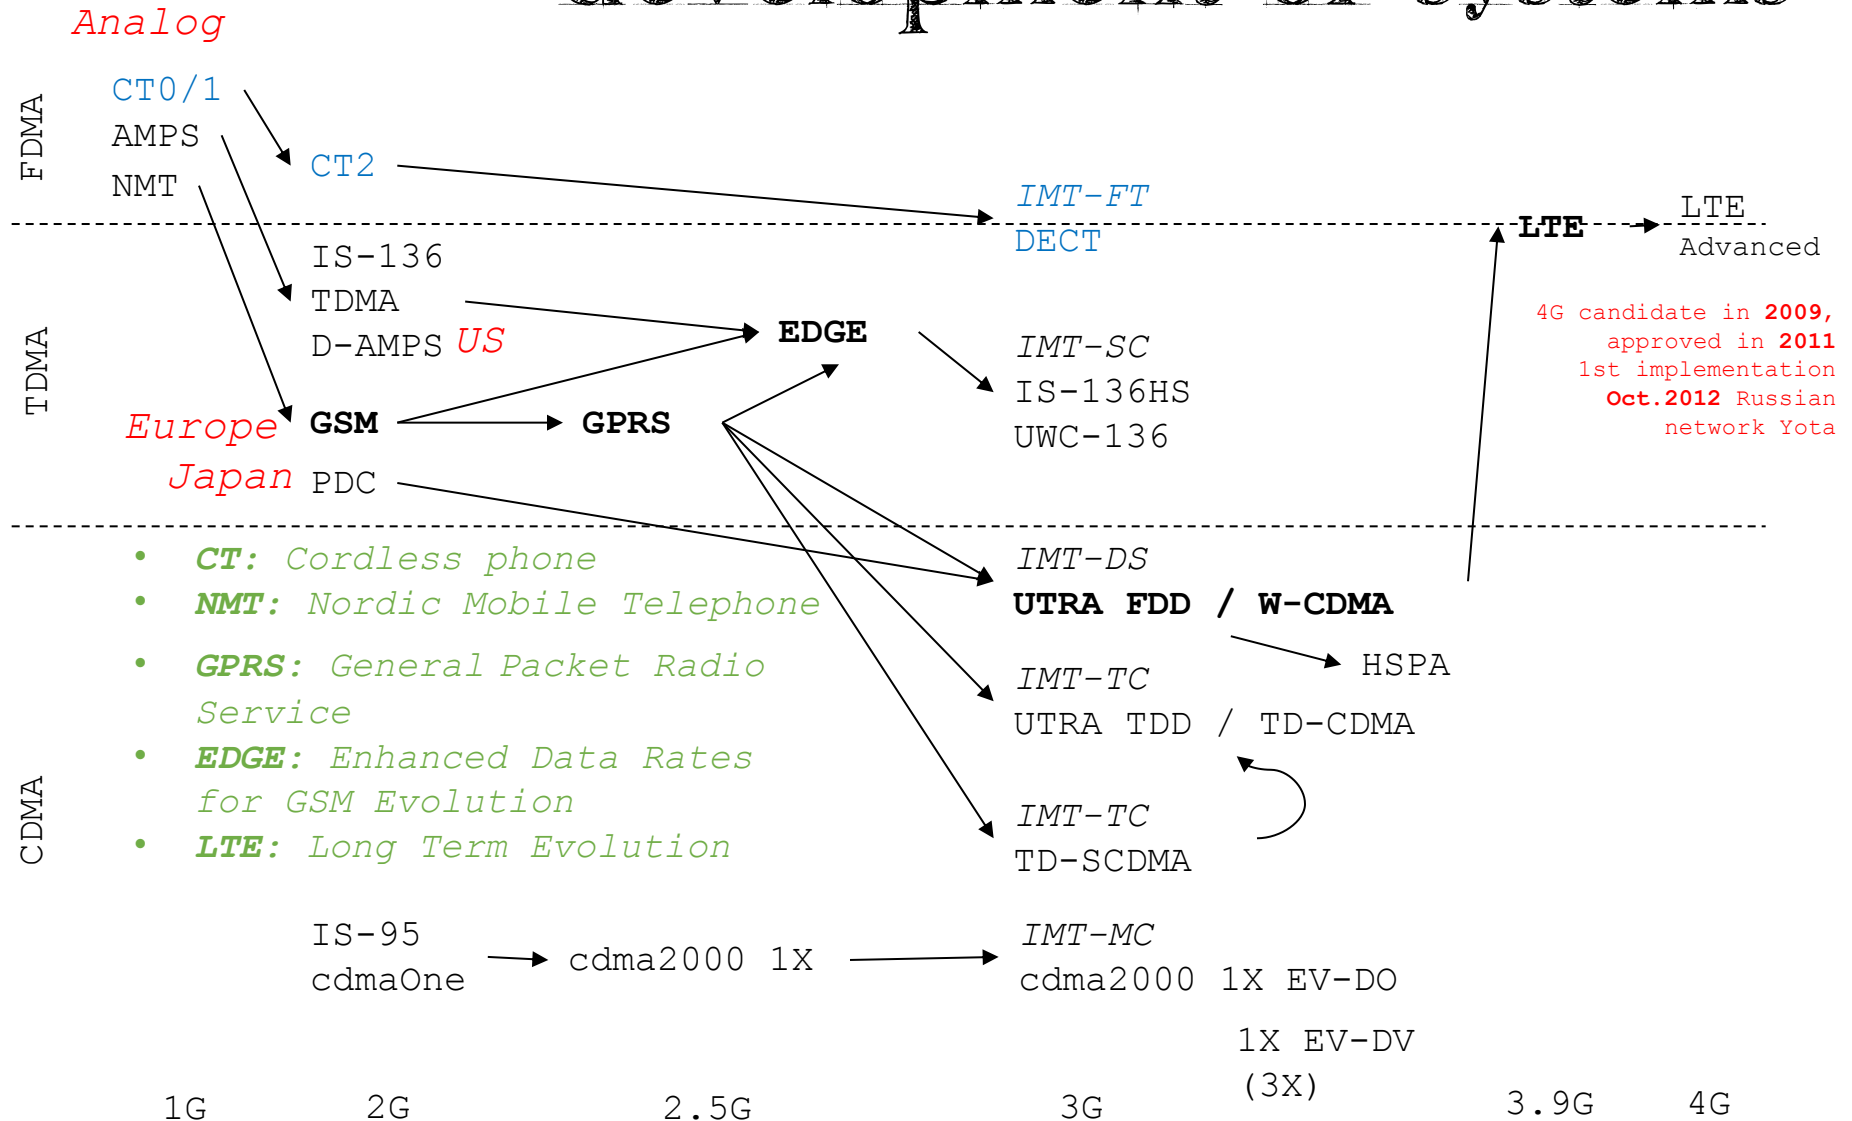 development of systems
Analog
FDMA
CT0/1
AMPS
NMT
CT2
IMT-FT
DECT
LTE
LTE
Advanced
TDMA
IS-136
TDMA
D-AMPS US
EDGE
IMT-SC
IS-136HS
UWC-136
4G candidate in 2009,
approved in 2011
1st implementation
Oct.2012 Russian
network Yota
Europe GSM
GPRS
Japan PDC
CDMA
• CT: Cordless phone
• NMT: Nordic Mobile Telephone
• GPRS: General Packet Radio
Service
• EDGE: Enhanced Data Rates
for GSM Evolution
• LTE: Long Term Evolution
IMT-DS
UTRA FDD / W-CDMA
HSPA
IMT-TC
UTRA TDD / TD-CDMA
IMT-TC
TD-SCDMA
IS-95
cdmaOne
cdma2000 1X
IMT-MC
cdma2000 1X EV-DO
1X EV-DV
(3X)
1G
2G
2.5G
3G
3.9G
4G